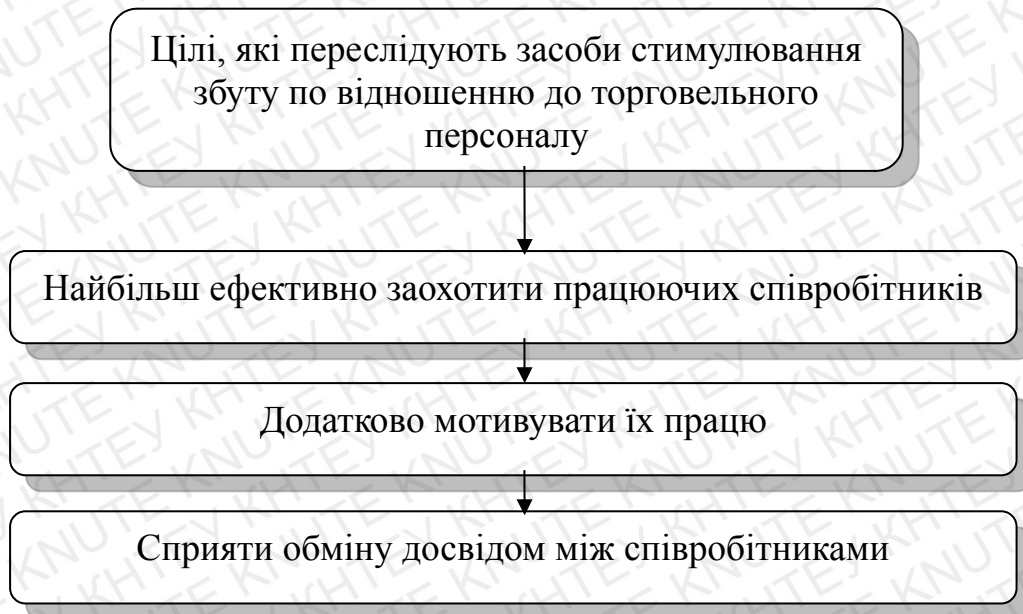 Цілі, які переслідують засоби стимулювання
збуту по відношенню до торговельного
персоналу
Найбільш ефективно заохотити працюючих співробітників
Додатково мотивувати їх працю
Сприяти обміну досвідом між співробітниками